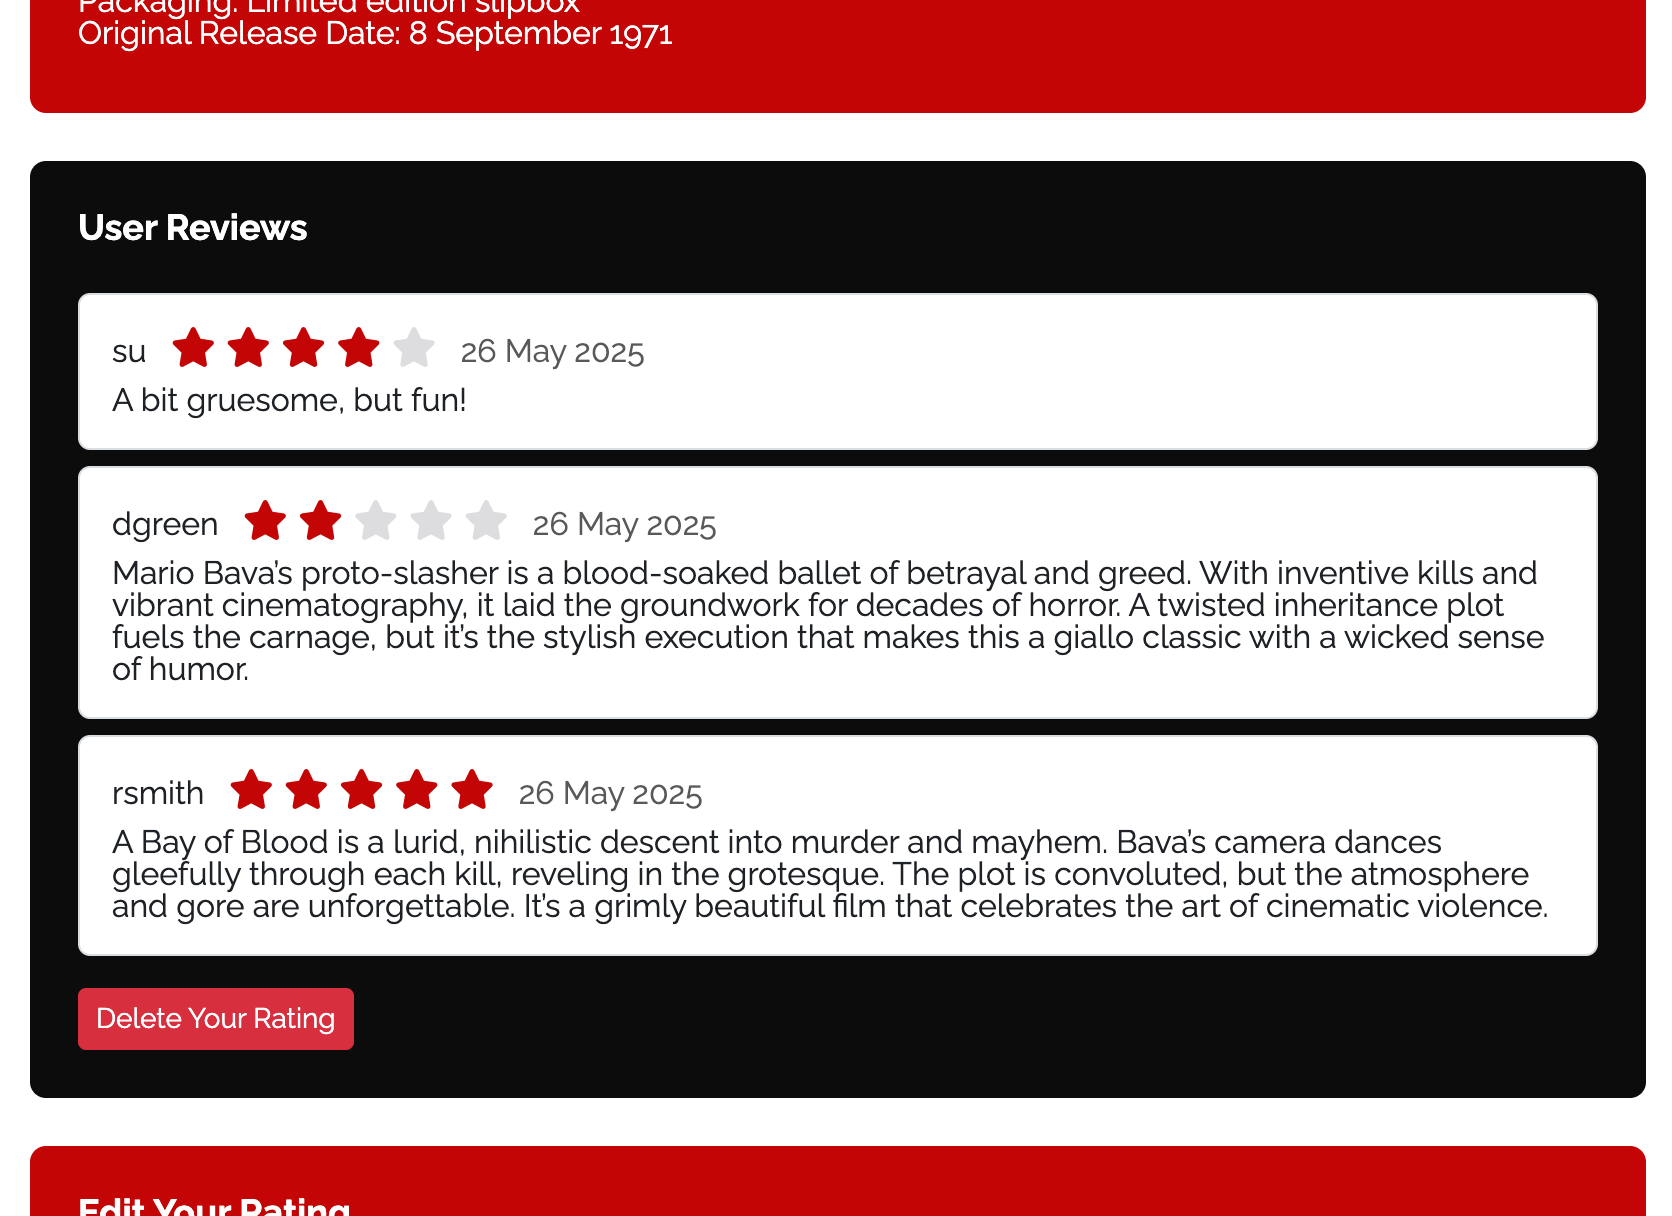 Packaging: Limited edition slipbox
Original Release Date: 8 September 1971
User Reviews
su 26 May 2025
A bit gruesome, but fun!
dgreen 26 May 2025
Mario Bava’s proto-slasher is a blood-soaked ballet of betrayal and greed. With inventive kills and
vibrant cinematography, it laid the groundwork for decades of horror. A twisted inheritance plot
fuels the carnage, but it’s the stylish execution that makes this a giallo classic with a wicked sense
of humor.
rsmith 26 May 2025
A Bay of Blood is a lurid, nihilistic descent into murder and mayhem. Bava’s camera dances
gleefully through each kill, reveling in the grotesque. The plot is convoluted, but the atmosphere
and gore are unforgettable. It’s a grimly beautiful film that celebrates the art of cinematic violence.
Delete Your Rating
Edit Your Rating